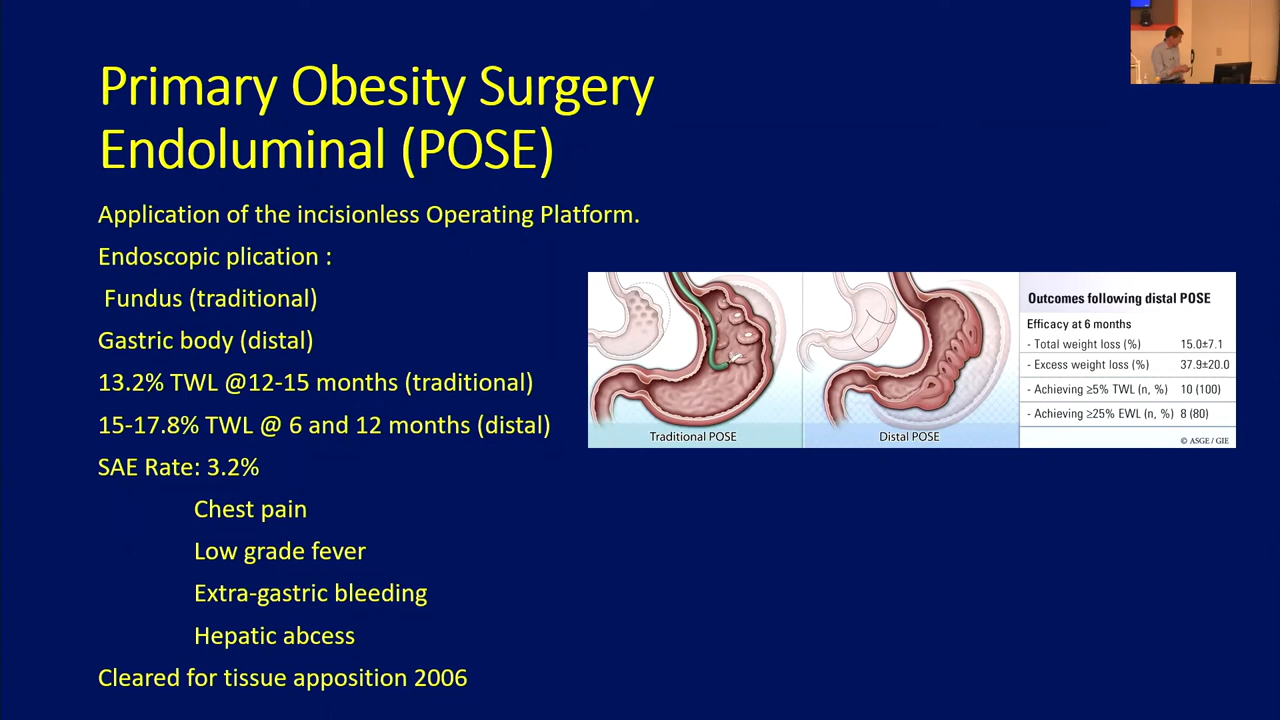 Primary Obesity Surgery
Endoluminal (POSE)
Application of the incisionless Operating Platform.
Endoscopic plication :
Fundus (traditional)
Gastric body (distal)
13.2% TWL @12-15 months (traditional)
15-17.8% TWL @ 6 and 12 months (distal)
SAE Rate: 3.2%
Chest pain
Low grade fever
Extra-gastric bleeding
Hepatic abcess
Cleared for tissue apposition 2006
Traditional POSE
Distal POSE
Outcomes following distal POSE
Efficacy at 6 months
- Total weight loss (%) 15.0±7.1
- Excess weight loss (%) 37.9±20.0
- Achieving ≥5% TWL (n, %) 10 (100)
- Achieving ≥25% EWL (n, %) 8 (80)
© ASGE / GIE